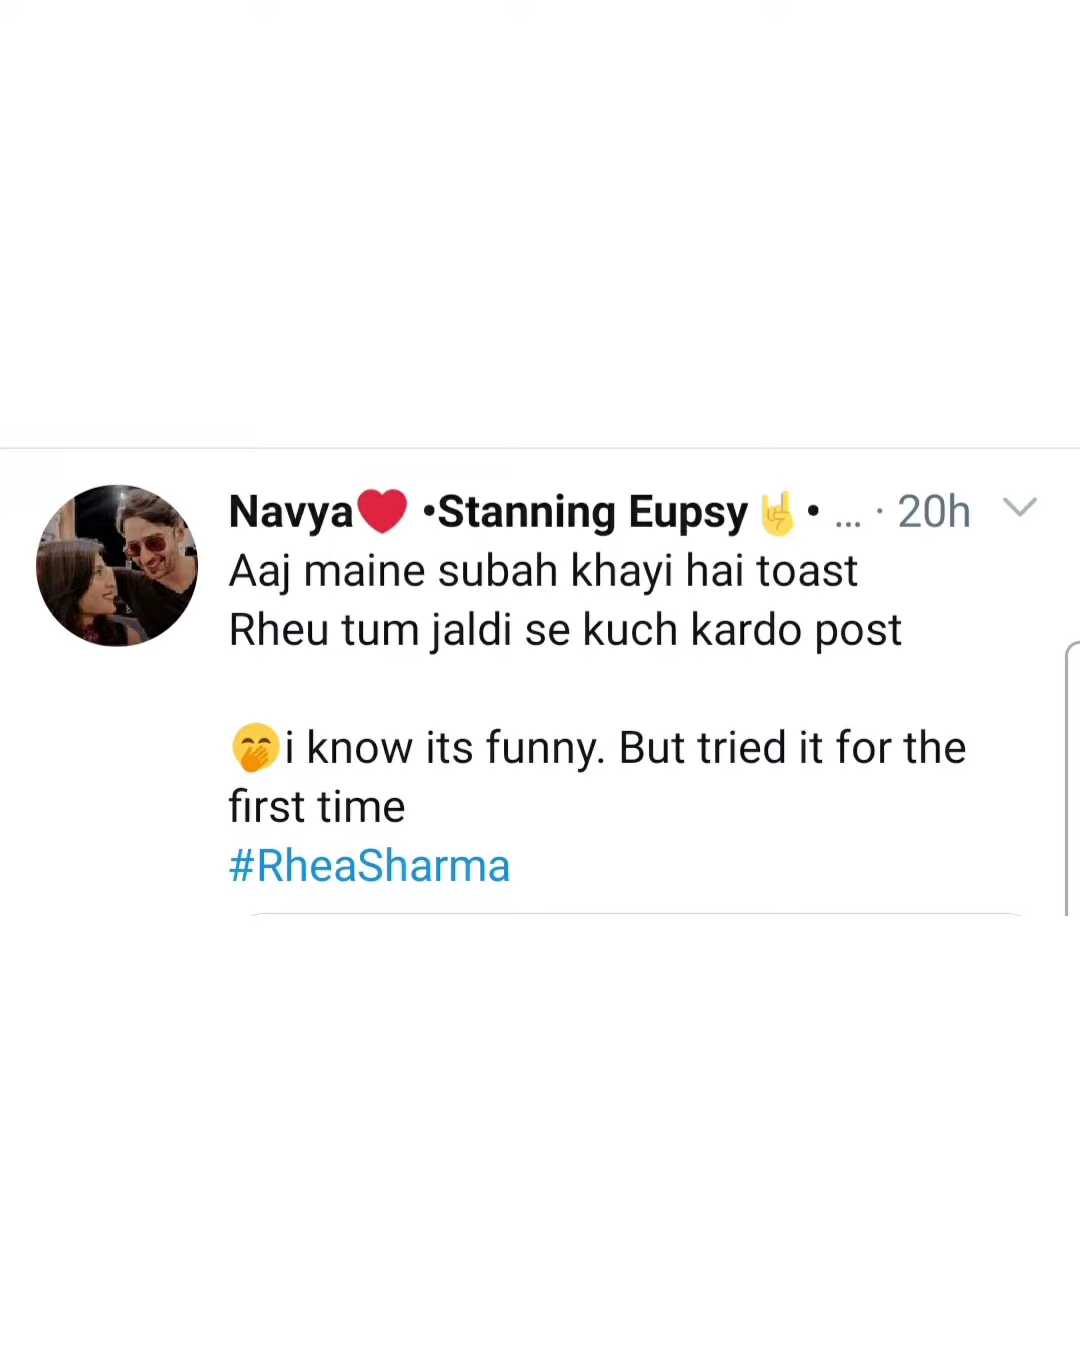 Navya❤️ •Stanning Eupsy🤘• ... · 20h
Aaj maine subah khayi hai toast
Rheu tum jaldi se kuch kardo post
🤭i know its funny. But tried it for the
first time
#RheaSharma